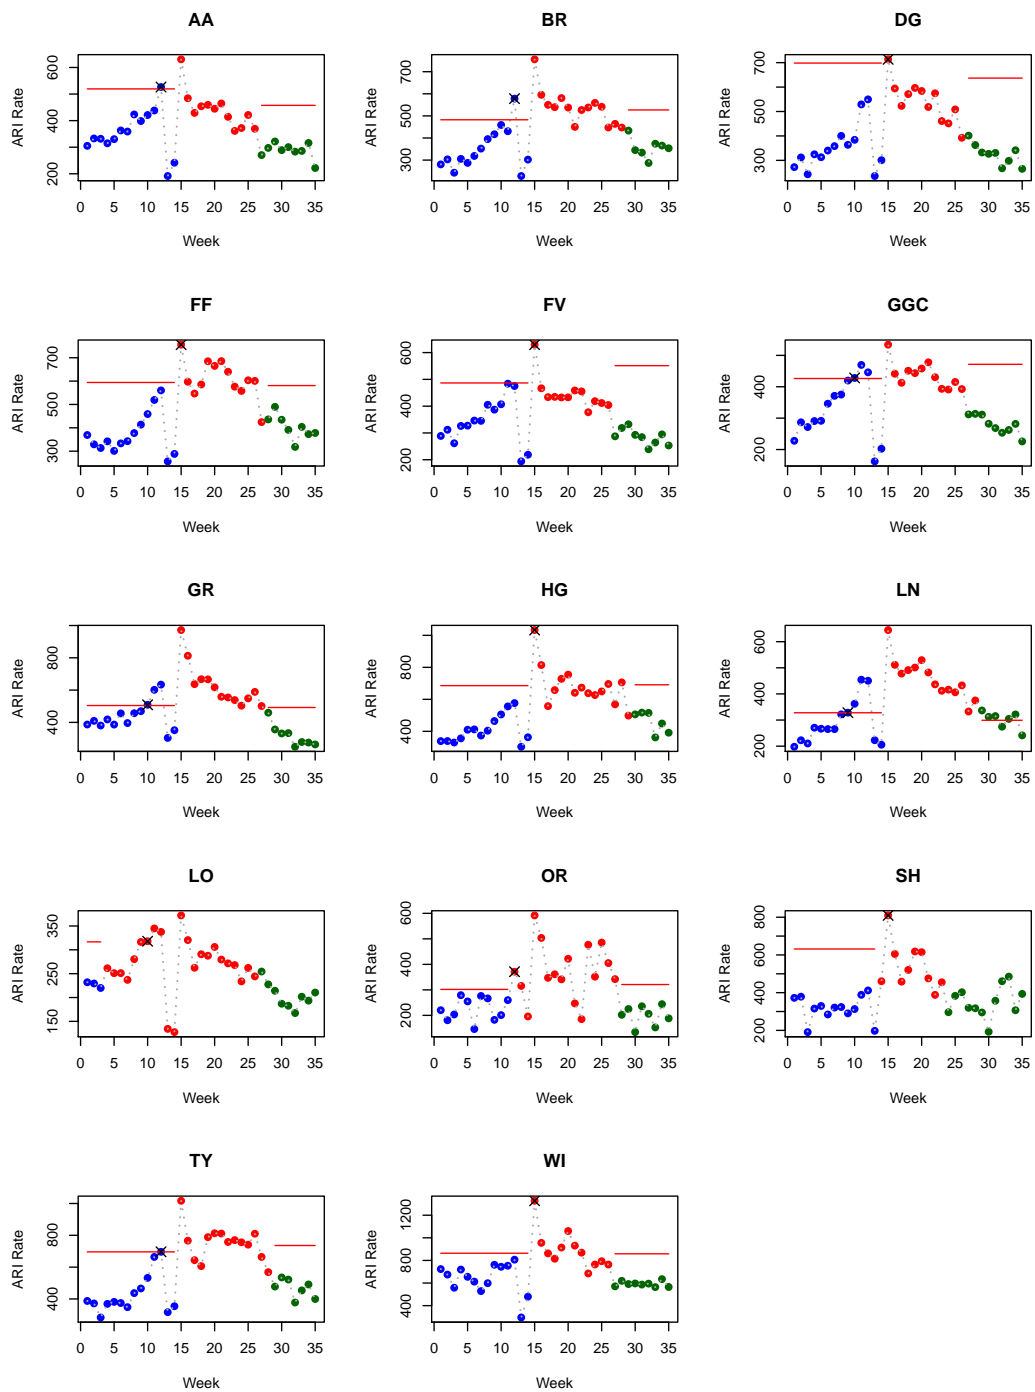 AA BR DG
600 700 700
400 500 500
200 300 300
ARI Rate ARI Rate ARI Rate
0 5 10 15 20 25 30 35 0 5 10 15 20 25 30 35 0 5 10 15 20 25 30 35
Week Week Week
FF FV GGC
700 600
500 400 400
300 200 200
ARI Rate ARI Rate ARI Rate
0 5 10 15 20 25 30 35 0 5 10 15 20 25 30 35 0 5 10 15 20 25 30 35
Week Week Week
GR HG LN
800 800 600
400 400 400
200
ARI Rate ARI Rate ARI Rate
0 5 10 15 20 25 30 35 0 5 10 15 20 25 30 35 0 5 10 15 20 25 30 35
Week Week Week
LO OR SH
350 600 800
250 400 600
150 200 400
200
ARI Rate ARI Rate ARI Rate
0 5 10 15 20 25 30 35 0 5 10 15 20 25 30 35 0 5 10 15 20 25 30 35
Week Week Week
TY WI
800 1200
400 800
400
ARI Rate ARI Rate
0 5 10 15 20 25 30 35 0 5 10 15 20 25 30 35
Week Week